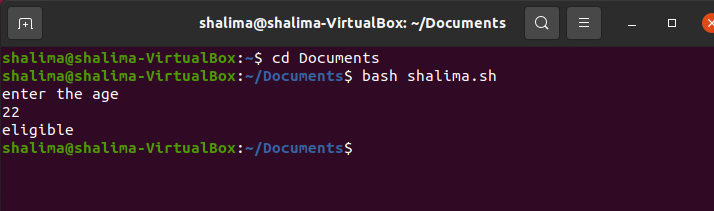 shalima@shalima-VirtualBox: ~/Documents
shalima@shalima-VirtualBox:~$ cd Documents
shalima@shalima-VirtualBox:~/Documents$ bash shalima.sh
enter the age
22
eligible
shalima@shalima-VirtualBox:~/Documents$